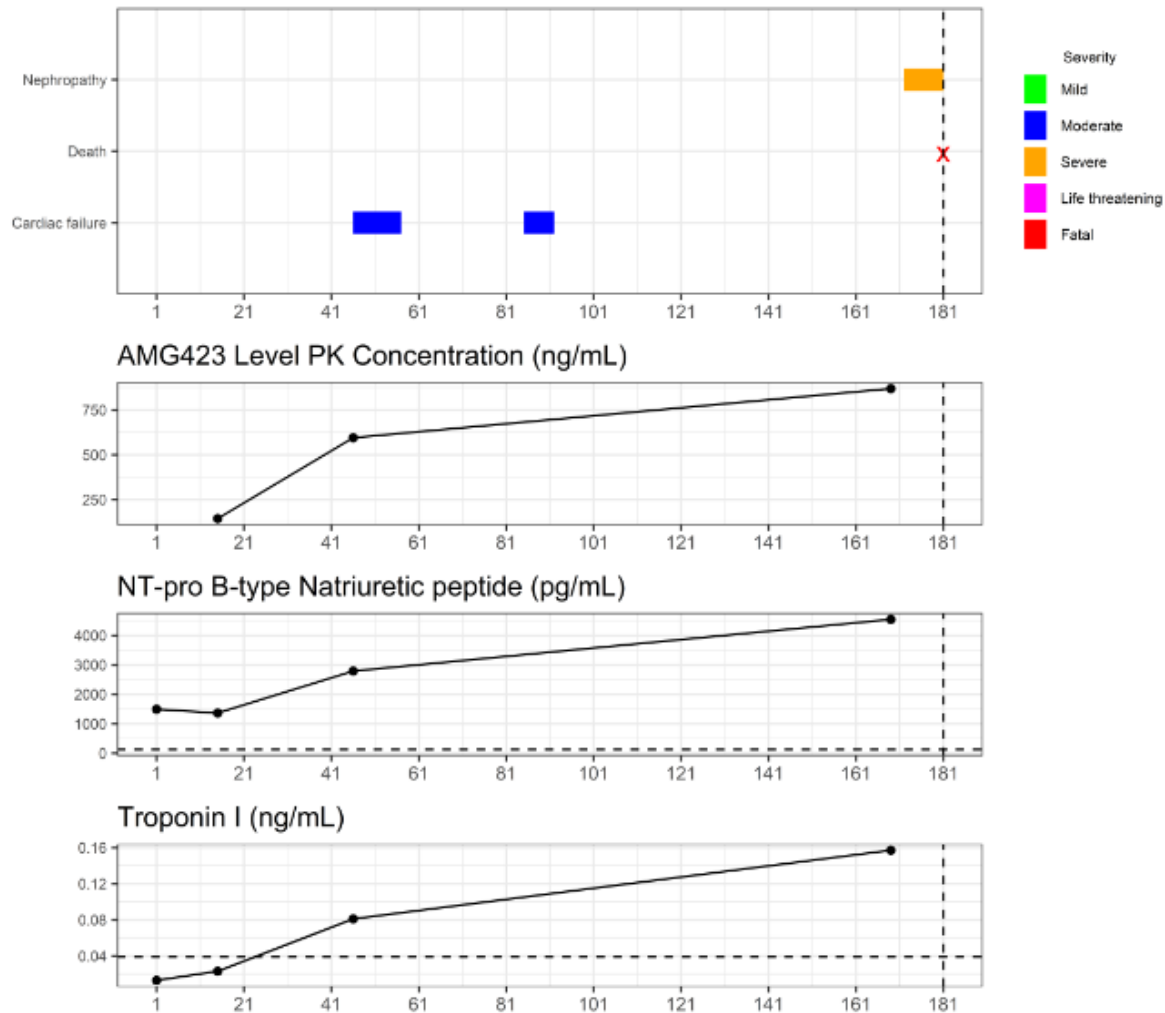 Nephropathy
Death
Cardiac failure
X
1 21 41 61 81 101 121 141 161 181
Severity
Mild
Moderate
Severe
Life threatening
Fatal
AMG423 Level PK Concentration (ng/mL)
750
500
250
1 21 41 61 81 101 121 141 161 181
NT-pro B-type Natriuretic peptide (pg/mL)
4000
3000
2000
1000
0
1 21 41 61 81 101 121 141 161 181
Troponin I (ng/mL)
0.16
0.12
0.08
0.04
1 21 41 61 81 101 121 141 161 181